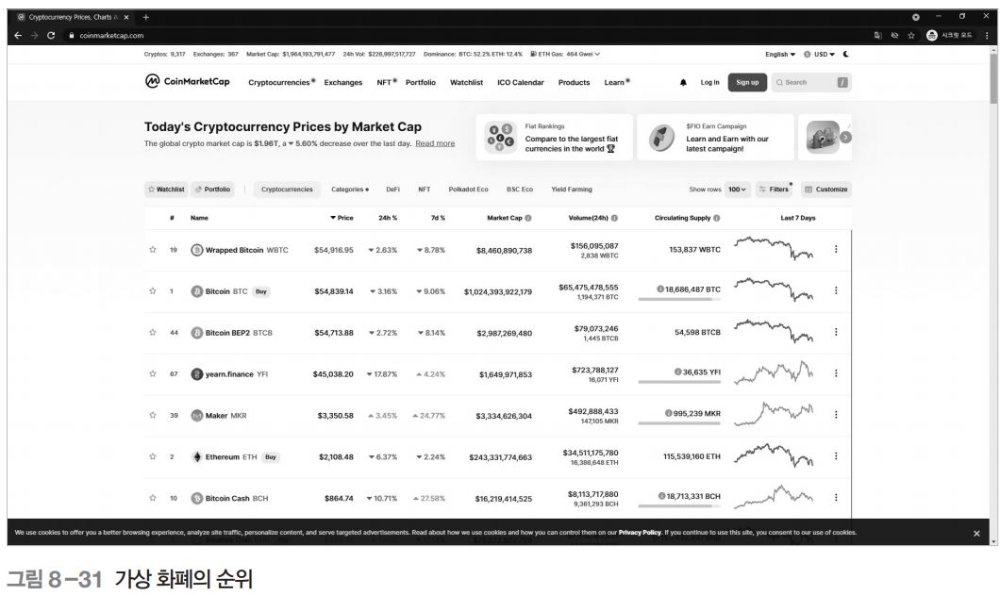 Cryptocurrency Prices, Charts A
coinmarketcap.com
시크릿 모드
Cryptos: 9,317 Exchanges: 367 Market Cap: $1,964,193,791,477 24h Vol: $226,997,517,727 Dominance: BTC: 52.2% ETH: 12.4% ETH Gas: 464 Gwei English USD
CoinMarketCap Cryptocurrencies Exchanges NFT Portfolio Watchlist ICO Calendar Products Learn Log In Sign up Search /
Today's Cryptocurrency Prices by Market Cap
The global crypto market cap is $1.96T, a ▼ 5.60% decrease over the last day. Read more
Fiat Rankings
Compare to the largest fiat
currencies in the world
$FIO Earn Campaign
Learn and Earn with our
latest campaign!
Watchlist Portfolio Cryptocurrencies Categories DeFi NFT Polkadot Eco BSC Eco Yield Farming Show rows 100 Filters Customize
# Name ▼ Price 24h % 7d % Market Cap Volume(24h) Circulating Supply Last 7 Days
19 Wrapped Bitcoin WBTC $54,916.95 ▼ 2.63% ▼ 8.78% $8,460,890,738 $156,095,087 153,837 WBTC
2,838 WBTC
1 Bitcoin BTC Buy $54,839.14 ▼ 3.16% ▼ 9.06% $1,024,393,922,179 $65,475,478,555 18,686,487 BTC
1,194,371 BTC
44 Bitcoin BEP2 BTCB $54,713.88 ▼ 2.72% ▼ 8.14% $2,987,269,480 $79,073,246 54,598 BTCB
1,445 BTCB
67 yearn.finance YFI $45,038.20 ▼ 17.87% ▲ 4.24% $1,649,971,853 $723,788,127 36,635 YFI
16,071 YFI
39 Maker MKR $3,350.58 ▲ 3.45% ▲ 24.77% $3,334,626,304 $492,888,433 995,239 MKR
147,105 MKR
2 Ethereum ETH Buy $2,108.48 ▼ 6.37% ▼ 2.24% $243,331,774,663 $34,511,175,780 115,539,160 ETH
16,386,648 ETH
10 Bitcoin Cash BCH $864.74 ▼ 10.71% ▲ 27.58% $16,219,414,525 $8,113,717,880 18,713,331 BCH
9,361,293 BCH
We use cookies to offer you a better browsing experience, analyze site traffic, personalize content, and serve targeted advertisements. Read about how we use cookies and how you can control them on our Privacy Policy. If you continue to use this site, you consent to our use of cookies.
그림 8-31 가상 화폐의 순위